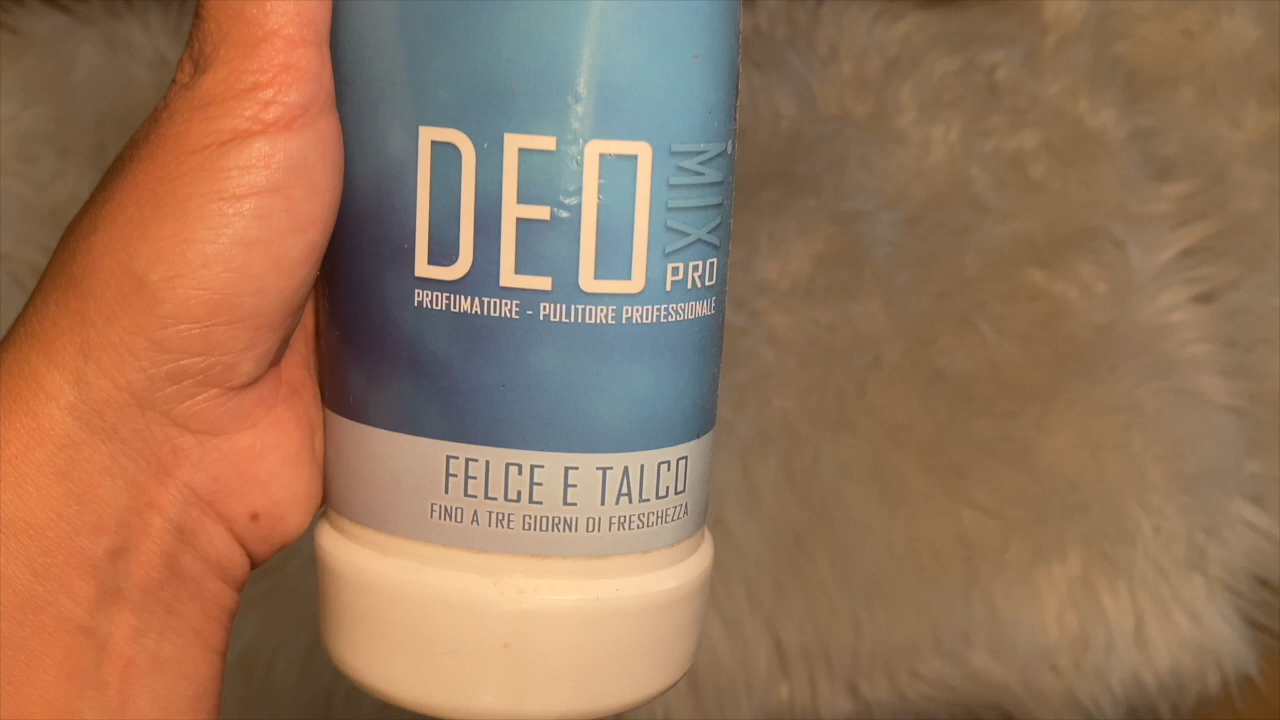 DEO MIX®
PRO
PROFUMATORE - PULITORE PROFESSIONALE
FELCE E TALCO
FINO A TRE GIORNI DI FRESCHEZZA